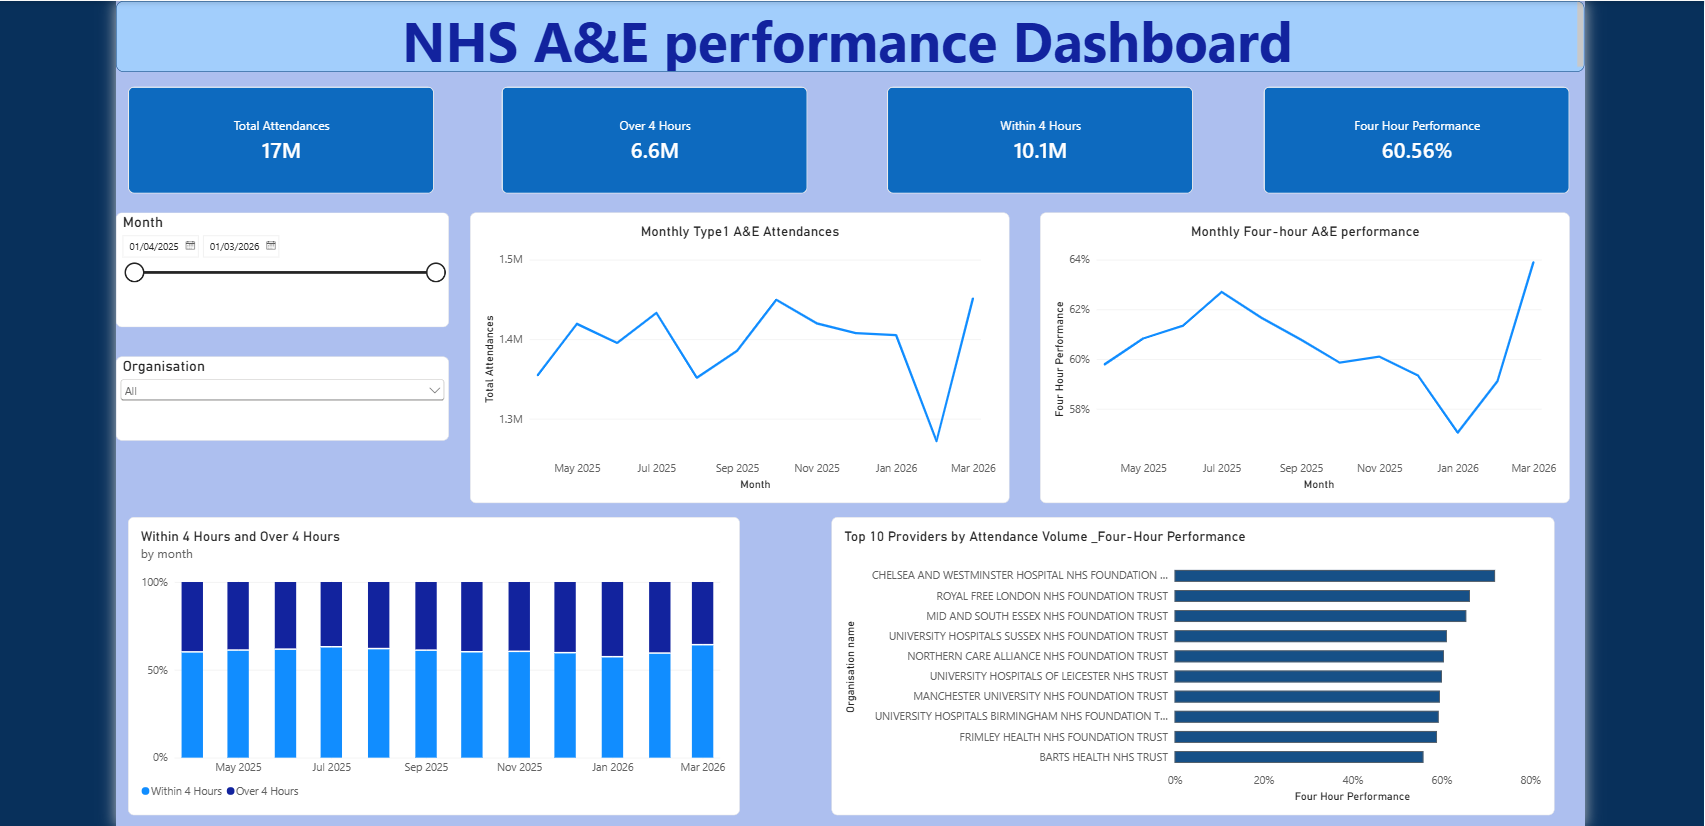 NHS A&E performance Dashboard
Total Attendances
17M
Over 4 Hours
6.6M
Within 4 Hours
10.1M
Four Hour Performance
60.56%
Month
01/04/2025
01/03/2026
Organisation
All
Monthly Type1 A&E Attendances
Total Attendances
1.5M
1.4M
1.3M
May 2025
Jul 2025
Sep 2025
Nov 2025
Jan 2026
Mar 2026
Month
Monthly Four-hour A&E performance
Four Hour Performance
64%
62%
60%
58%
May 2025
Jul 2025
Sep 2025
Nov 2025
Jan 2026
Mar 2026
Month
Within 4 Hours and Over 4 Hours
by month
100%
50%
0%
May 2025
Jul 2025
Sep 2025
Nov 2025
Jan 2026
Mar 2026
Within 4 Hours
Over 4 Hours
Top 10 Providers by Attendance Volume _Four-Hour Performance
Organisation name
CHELSEA AND WESTMINSTER HOSPITAL NHS FOUNDATION ...
ROYAL FREE LONDON NHS FOUNDATION TRUST
MID AND SOUTH ESSEX NHS FOUNDATION TRUST
UNIVERSITY HOSPITALS SUSSEX NHS FOUNDATION TRUST
NORTHERN CARE ALLIANCE NHS FOUNDATION TRUST
UNIVERSITY HOSPITALS OF LEICESTER NHS TRUST
MANCHESTER UNIVERSITY NHS FOUNDATION TRUST
UNIVERSITY HOSPITALS BIRMINGHAM NHS FOUNDATION T...
FRIMLEY HEALTH NHS FOUNDATION TRUST
BARTS HEALTH NHS TRUST
0%
20%
40%
60%
80%
Four Hour Performance